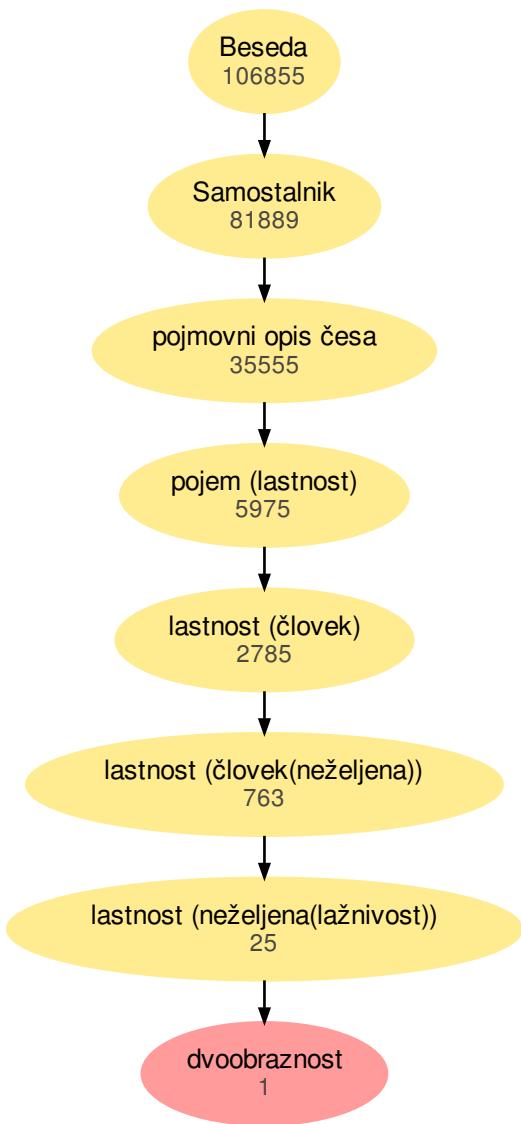 Beseda
106855
Samostalnik
81889
pojmovni opis česa
35555
pojem (lastnost)
5975
lastnost (človek)
2785
lastnost (človek(neželjena))
763
lastnost (neželjena(lažnivost))
25
dvoobraznost
1